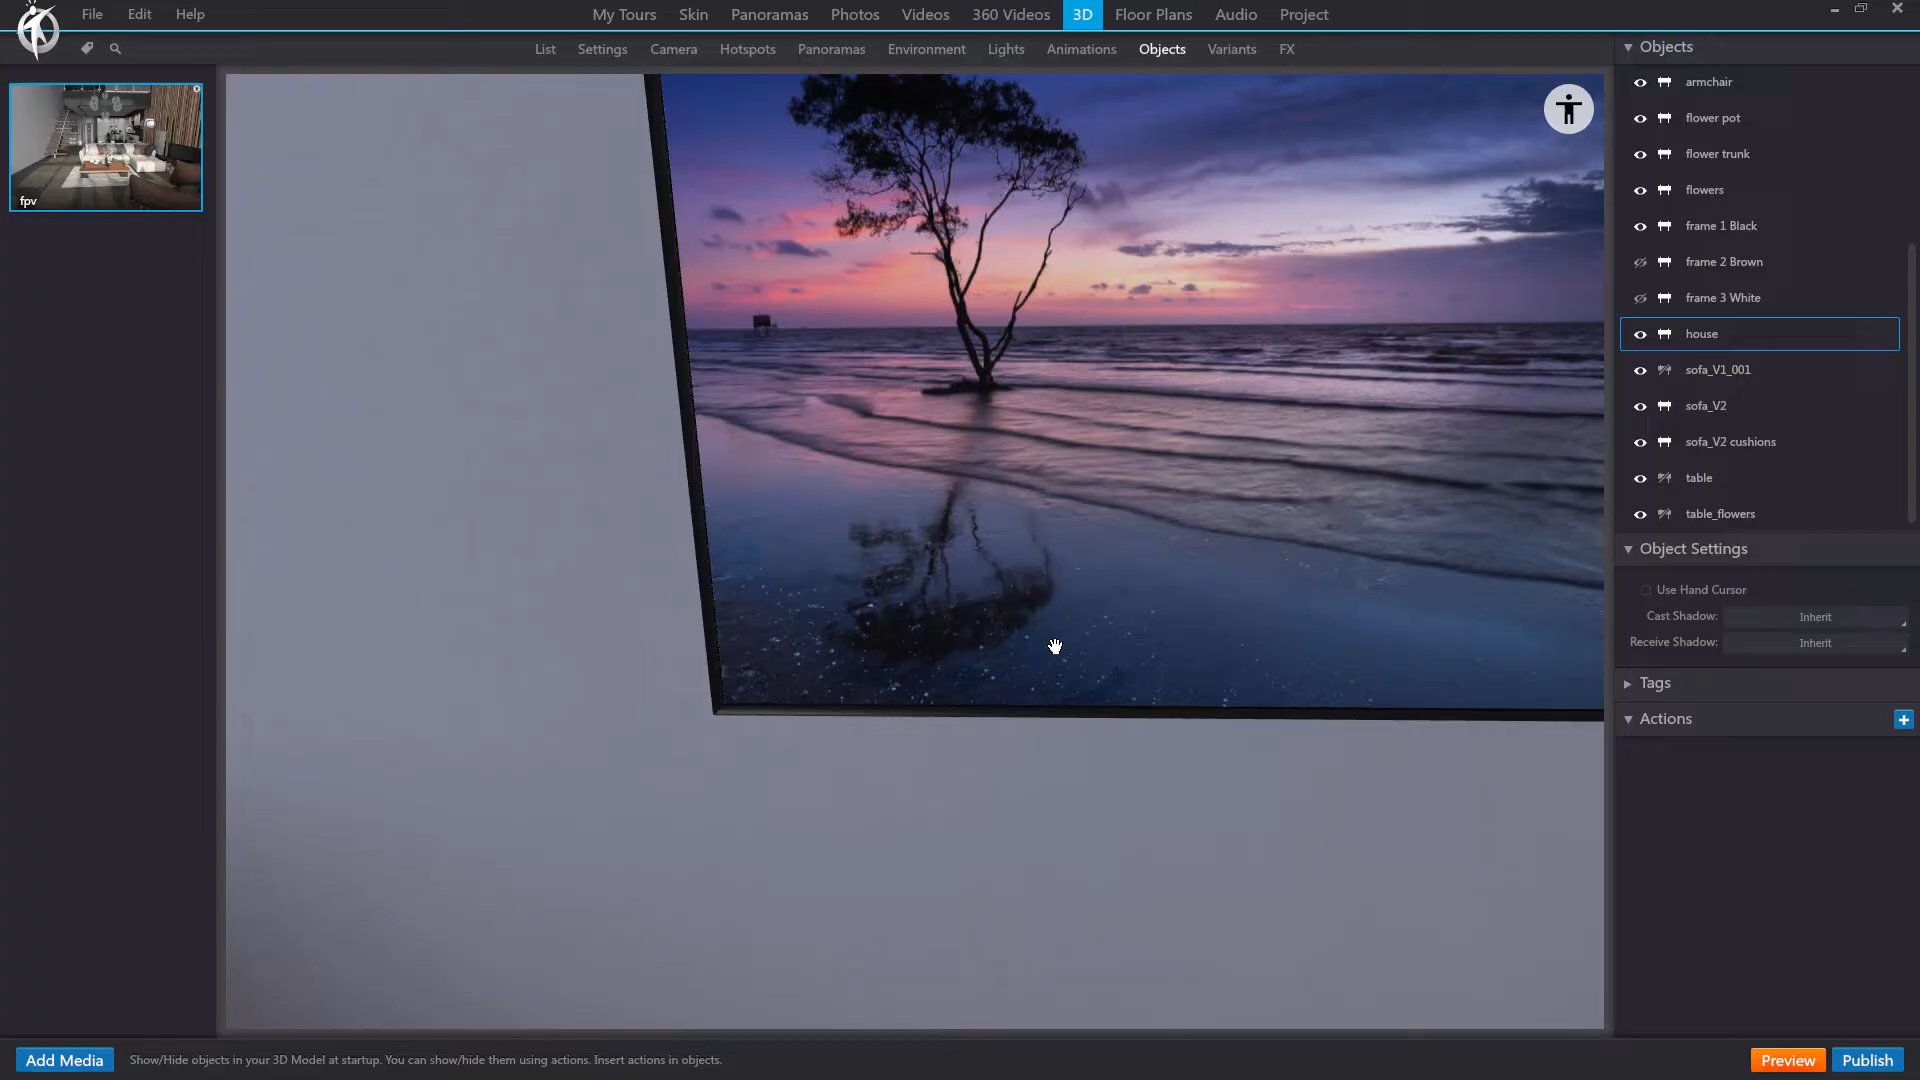 File Edit Help
My Tours Skin Panoramas Photos Videos 360 Videos 3D Floor Plans Audio Project
List Settings Camera Hotspots Panoramas Environment Lights Animations Objects Variants FX
fpv
Objects
armchair
flower pot
flower trunk
flowers
frame 1 Black
frame 2 Brown
frame 3 White
house
sofa_V1_001
sofa_V2
sofa_V2 cushions
table
table_flowers
Object Settings
Use Hand Cursor
Cast Shadow: Inherit
Receive Shadow: Inherit
Tags
Actions
Add Media Show/Hide objects in your 3D Model at startup. You can show/hide them using actions. Insert actions in objects. Preview Publish